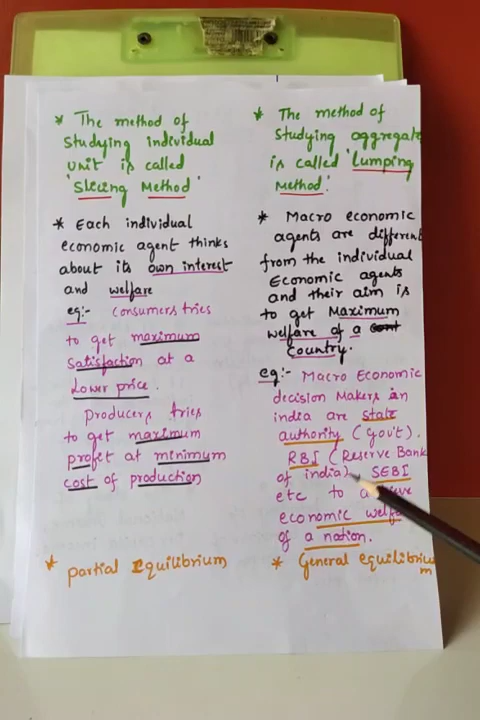 * The method of
studying individual
unit is called
'Slicing Method'
* Each individual
economic agent thinks
about its own interest
and welfare
eg:- consumers tries
to get maximum
satisfaction at a
lower price.
producers tries
to get maximum
profit at minimum
cost of production
* partial Equilibrium
* The method of
studying aggregate
is called 'Lumping
Method'.
* Macro economic
agents are different
from the individual
Economic agents
and their aim is
to get Maximum
welfare of a
Country.
eg:- Macro Economic
decision Makers in
india are state
authority (gov't).
RBI (Reserve Bank
of india), SEBI
etc to
economic
of a nation.
* General equilibrium